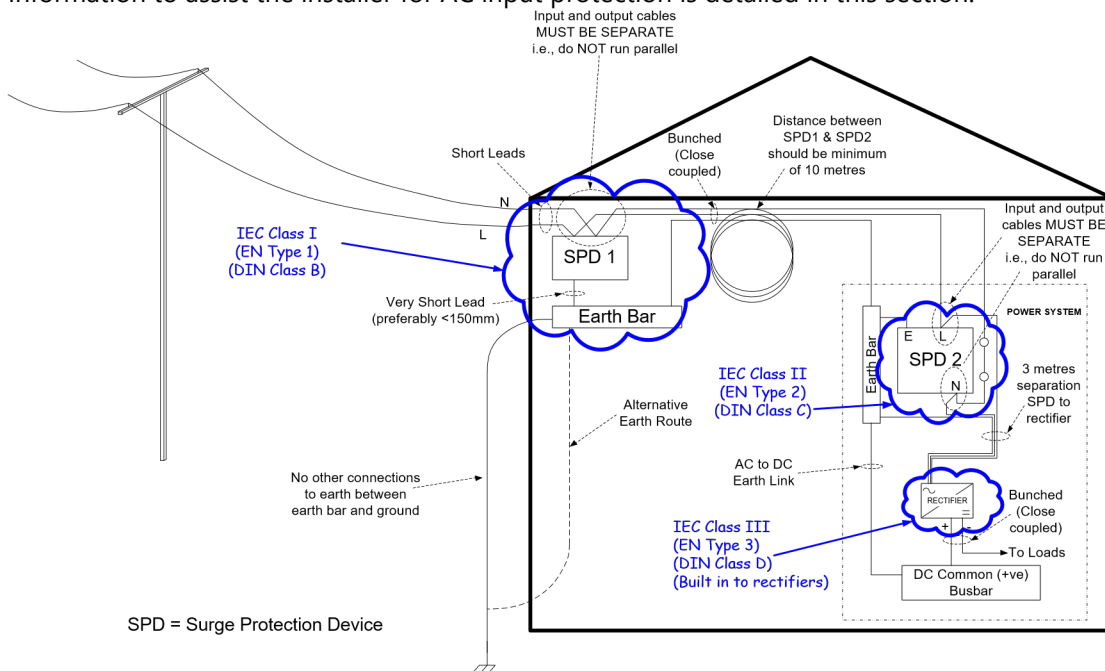 information to assist the installer for AC input protection is detailed in this section.
Input and output cables
MUST BE SEPARATE
i.e., do NOT run parallel
Short Leads
Bunched
(Close
coupled)
Distance between
SPD1 & SPD2
should be minimum
of 10 metres
N
L
IEC Class I
(EN Type 1)
(DIN Class B)
SPD 1
Very Short Lead
(preferably <150mm)
Earth Bar
Input and output
cables MUST BE
SEPARATE
i.e., do NOT run
parallel
POWER SYSTEM
Earth Bar
E
L
SPD 2
N
IEC Class II
(EN Type 2)
(DIN Class C)
3 metres
separation
SPD to
rectifier
Alternative
Earth Route
No other connections
to earth between
earth bar and ground
AC to DC
Earth Link
RECTIFIER
+
-
Bunched
(Close
coupled)
To Loads
IEC Class III
(EN Type 3)
(DIN Class D)
(Built in to rectifiers)
DC Common (+ve)
Busbar
SPD = Surge Protection Device